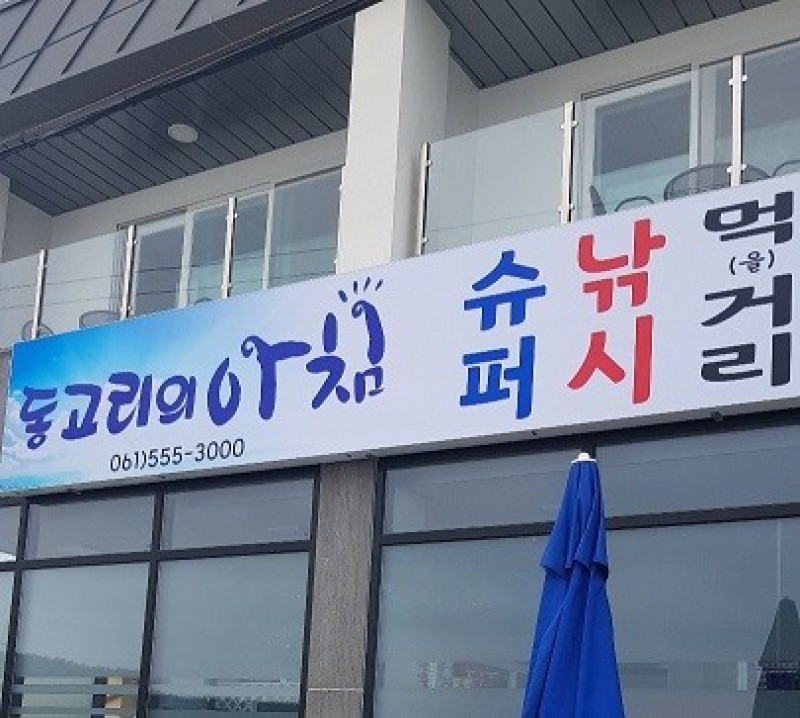 동고리의 아침
061)555-3000
슈퍼
낚시
먹(을)거리